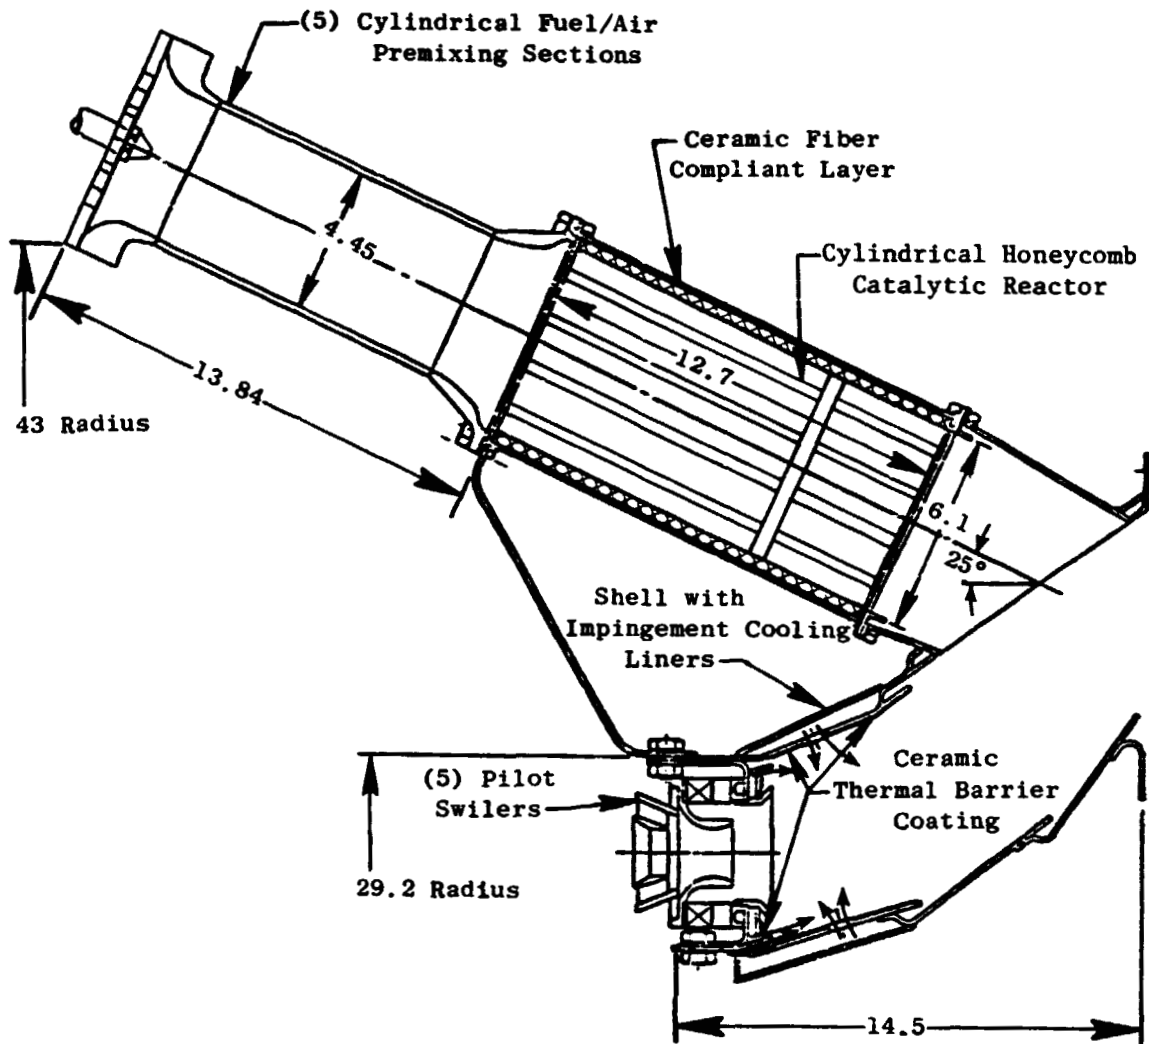 (5) Cylindrical Fuel/Air
Premixing Sections
Ceramic Fiber
Compliant Layer
Cylindrical Honeycomb
Catalytic Reactor
4.45
12.7
13.84
43 Radius
6.1
25°
Shell with
Impingement Cooling
Liners
(5) Pilot
Swilers
Ceramic
Thermal Barrier
Coating
29.2 Radius
14.5